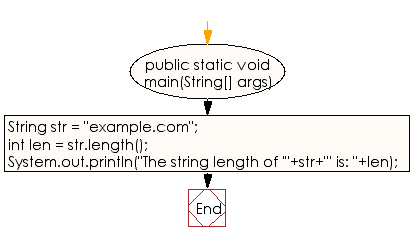 public static void
main(String[] args)
String str = "example.com";
int len = str.length();
System.out.println("The string length of '"+str+"' is: "+len);
End